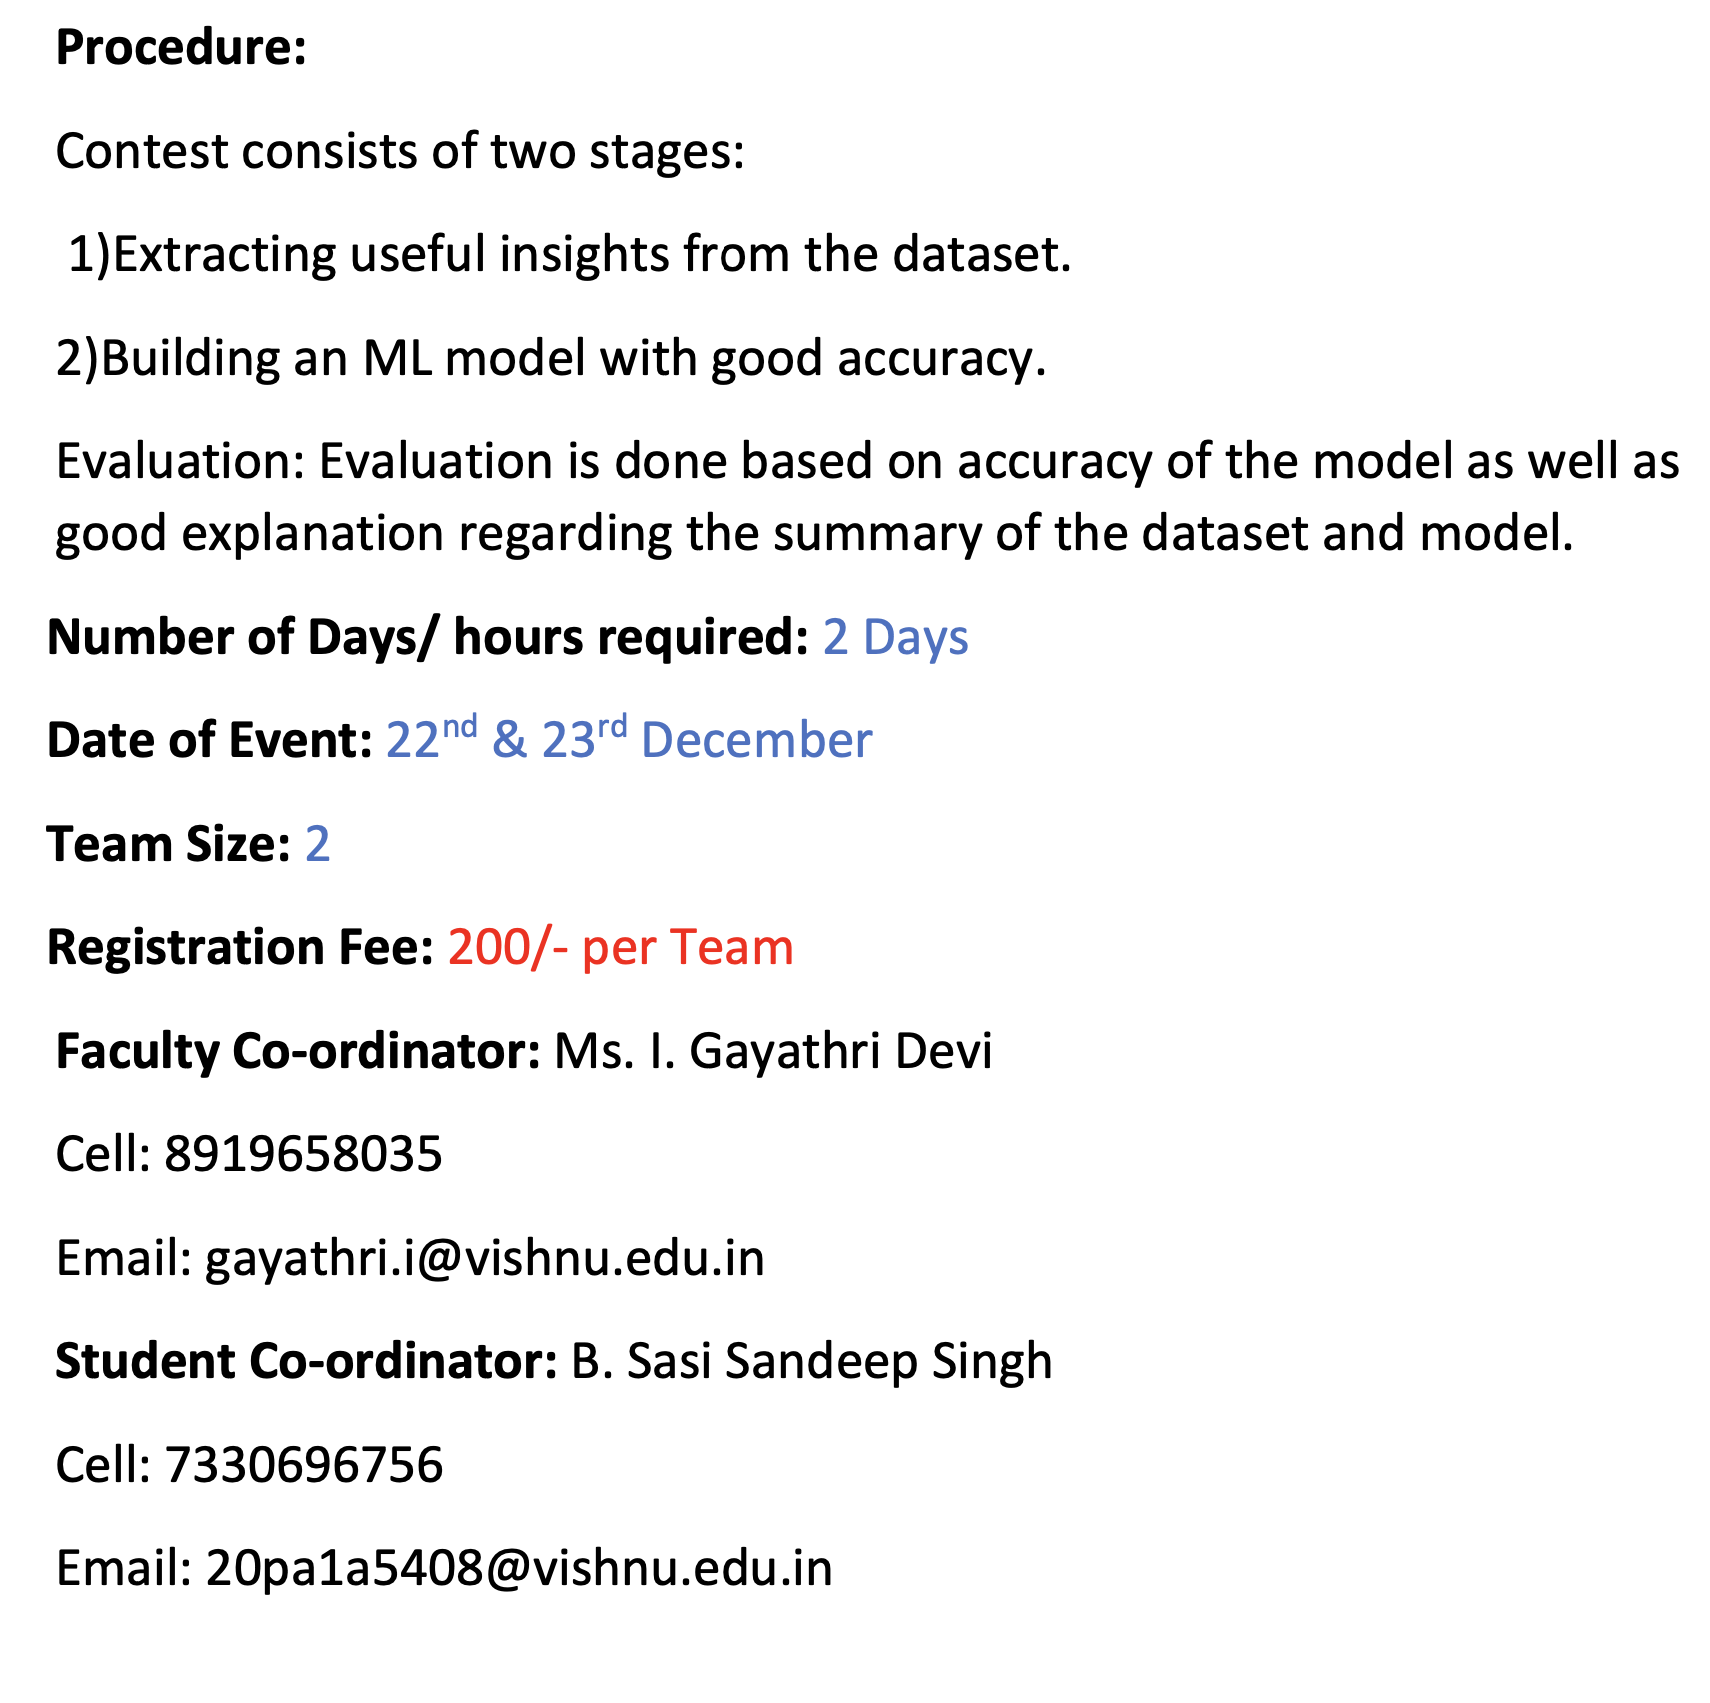 Procedure:
Contest consists of two stages:
1)Extracting useful insights from the dataset.
2)Building an ML model with good accuracy.
Evaluation: Evaluation is done based on accuracy of the model as well as
good explanation regarding the summary of the dataset and model.
Number of Days/ hours required: 2 Days
Date of Event: 22nd & 23rd December
Team Size: 2
Registration Fee: 200/- per Team
Faculty Co-ordinator: Ms. I. Gayathri Devi
Cell: 8919658035
Email: gayathri.i@vishnu.edu.in
Student Co-ordinator: B. Sasi Sandeep Singh
Cell: 7330696756
Email: 20pa1a5408@vishnu.edu.in